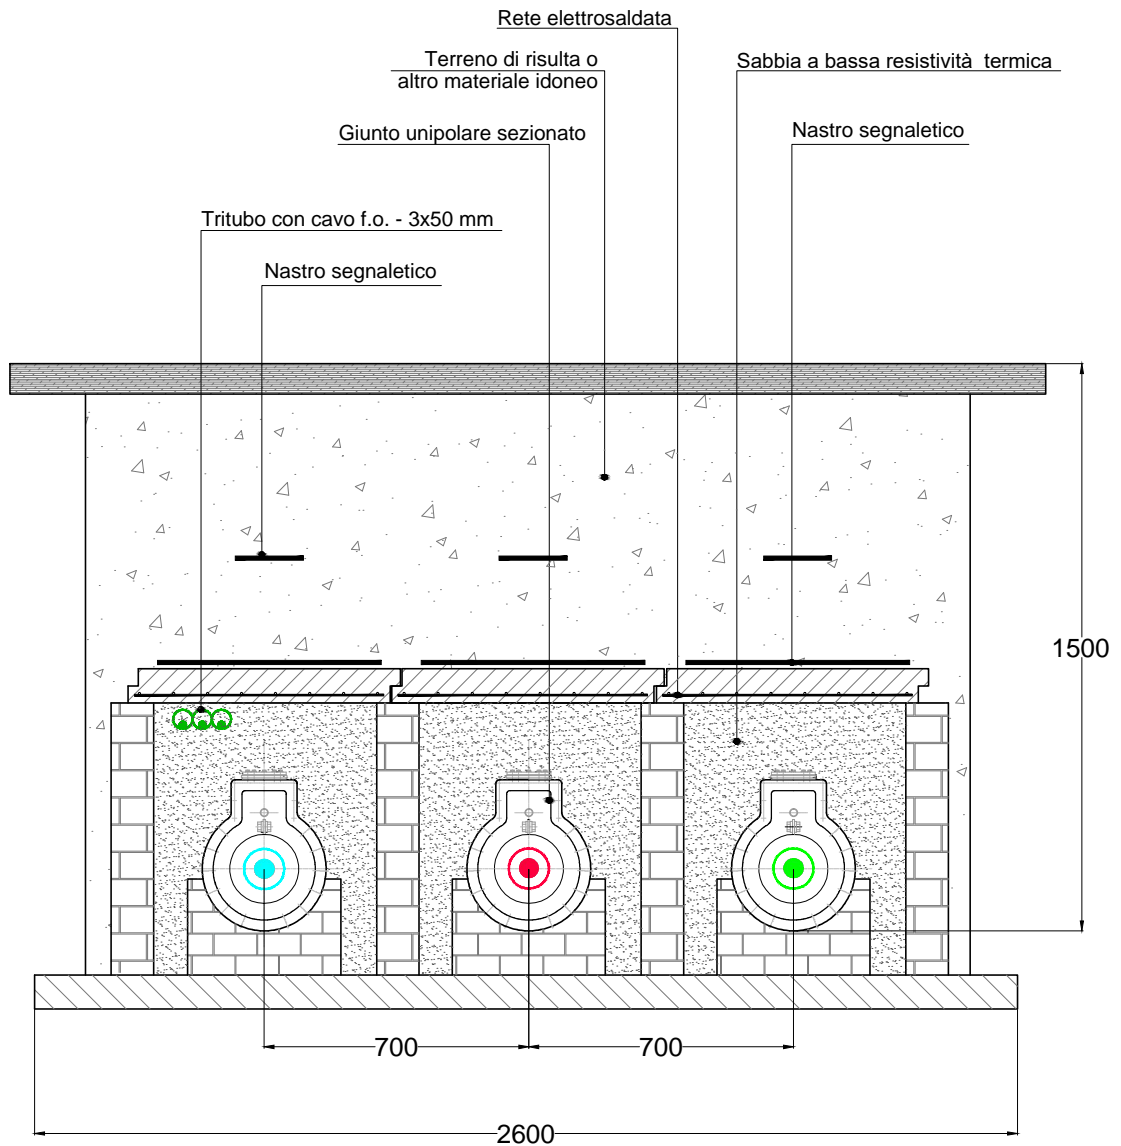 Rete elettrosaldata
Terreno di risulta o
altro materiale idoneo
Sabbia a bassa resistività termica
Giunto unipolare sezionato
Nastro segnaletico
Tritubo con cavo f.o. - 3x50 mm
Nastro segnaletico
1500
700
700
2600